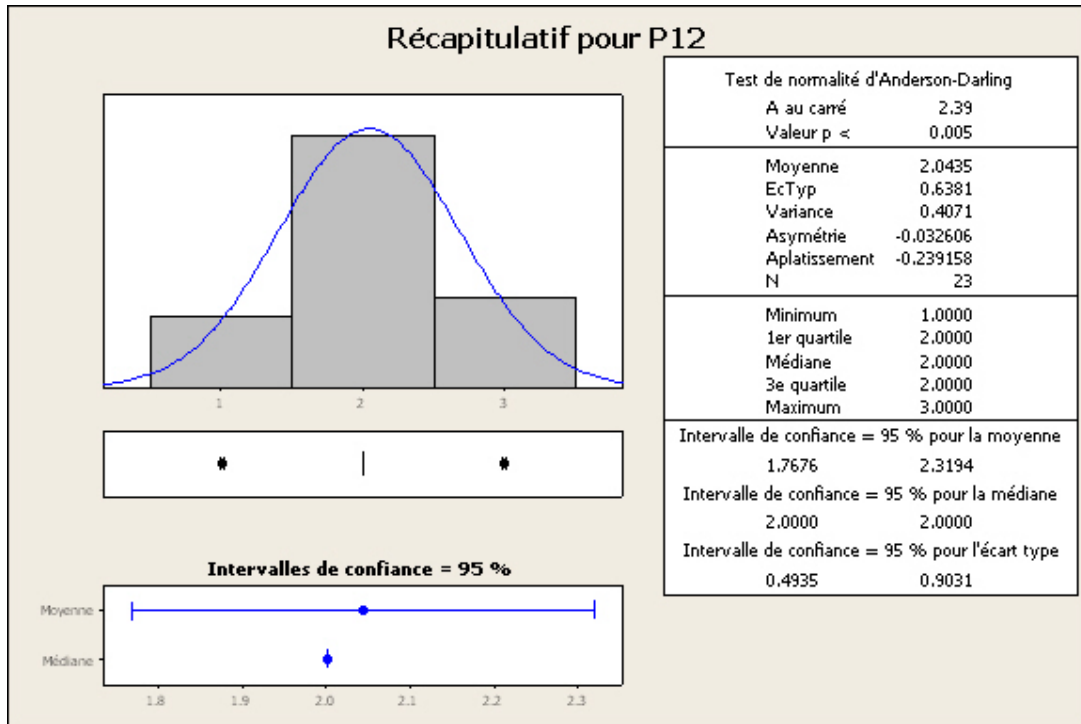 Récapitulatif pour P12
1 2 3
Intervalles de confiance = 95 %
Moyenne
Médiane
1.8 1.9 2.0 2.1 2.2 2.3
Test de normalité d'Anderson-Darling
A au carré 2.39
Valeur p < 0.005
Moyenne 2.0435
EcTyp 0.6381
Variance 0.4071
Asymétrie -0.032606
Aplatissement -0.239158
N 23
Minimum 1.0000
1er quartile 2.0000
Médiane 2.0000
3e quartile 2.0000
Maximum 3.0000
Intervalle de confiance = 95 % pour la moyenne
1.7676 2.3194
Intervalle de confiance = 95 % pour la médiane
2.0000 2.0000
Intervalle de confiance = 95 % pour l'écart type
0.4935 0.9031